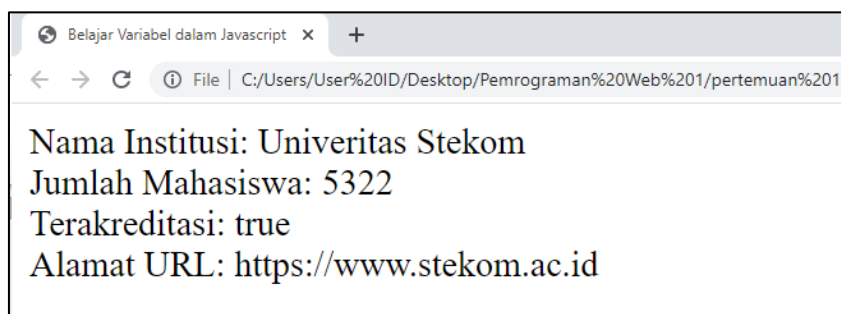 Belajar Variabel dalam Javascript
File | C:/Users/User%20ID/Desktop/Pemrograman%20Web%201/pertemuan%201
Nama Institusi: Univeritas Stekom
Jumlah Mahasiswa: 5322
Terakreditasi: true
Alamat URL: https://www.stekom.ac.id